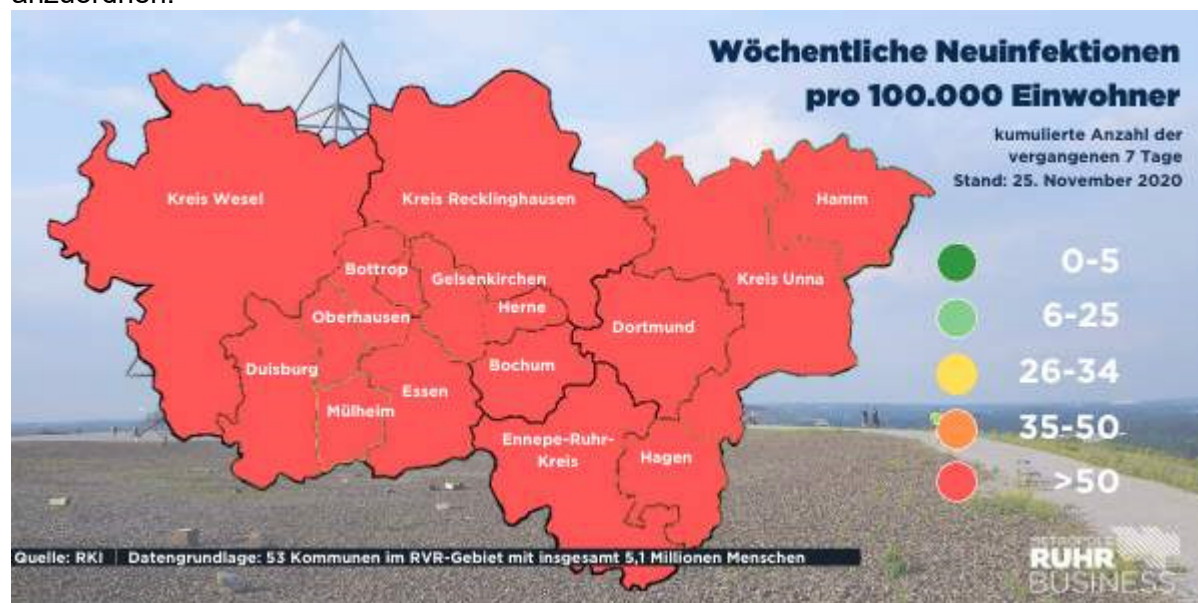 anzuordnen.
Wöchentliche Neuinfektionen
pro 100.000 Einwohner
kumulierte Anzahl der
vergangenen 7 Tage
Stand: 25. November 2020
Kreis Wesel
Kreis Recklinghausen
Hamm
Bottrop
Gelsenkirchen
Kreis Unna
Herne
Oberhausen
Dortmund
Duisburg
Bochum
Essen
Mülheim
Ennepe-Ruhr-
Kreis
Hagen
0-5
6-25
26-34
35-50
>50
Quelle: RKI | Datengrundlage: 53 Kommunen im RVR-Gebiet mit insgesamt 5,1 Millionen Menschen
METROPOLE
RUHR
BUSINESS